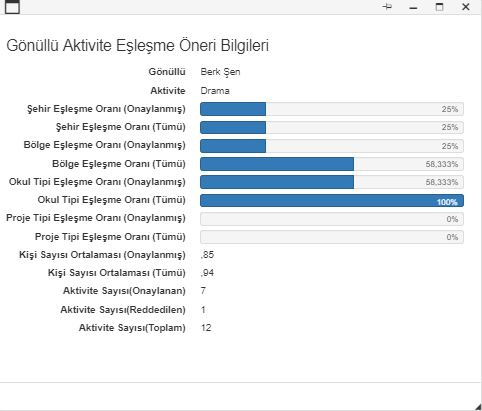 Gönüllü Aktivite Eşleşme Öneri Bilgileri
Gönüllü Berk Şen
Aktivite Drama
Şehir Eşleşme Oranı (Onaylanmış) 25%
Şehir Eşleşme Oranı (Tümü) 25%
Bölge Eşleşme Oranı (Onaylanmış) 25%
Bölge Eşleşme Oranı (Tümü) 58,333%
Okul Tipi Eşleşme Oranı (Onaylanmış) 58,333%
Okul Tipi Eşleşme Oranı (Tümü) 100%
Proje Tipi Eşleşme Oranı (Onaylanmış) 0%
Proje Tipi Eşleşme Oranı (Tümü) 0%
Kişi Sayısı Ortalaması (Onaylanmış) ,85
Kişi Sayısı Ortalaması (Tümü) ,94
Aktivite Sayısı(Onaylanan) 7
Aktivite Sayısı(Reddedilen) 1
Aktivite Sayısı(Toplam) 12